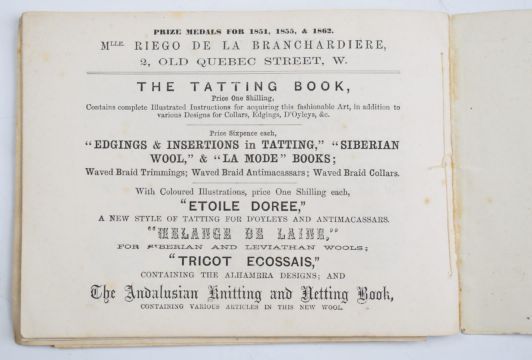 PRIZE MEDALS FOR 1851, 1855, & 1862.
MLLE. RIEGO DE LA BRANCHARDIERE,
2, OLD QUEBEC STREET, W.
THE TATTING BOOK,
Price One Shilling,
Contains complete Illustrated Instructions for acquiring this fashionable Art, in addition to
various Designs for Collars, Edgings, D'Oyleys, &c.
Price Sixpence each,
"EDGINGS & INSERTIONS in TATTING," "SIBERIAN
WOOL," & "LA MODE" BOOKS;
Waved Braid Trimmings; Waved Braid Antimacassars; Waved Braid Collars.
With Coloured Illustrations, price One Shilling each,
"ETOILE DOREE,"
A NEW STYLE OF TATTING FOR D'OYLEYS AND ANTIMACASSARS.
"MELANGE DE LAINE,"
FOR SIBERIAN AND LEVIATHAN WOOLS;
"TRICOT ECOSSAIS,"
CONTAINING THE ALHAMBRA DESIGNS; AND
The Andalusian Knitting and Netting Book,
CONTAINING VARIOUS ARTICLES IN THIS NEW WOOL.